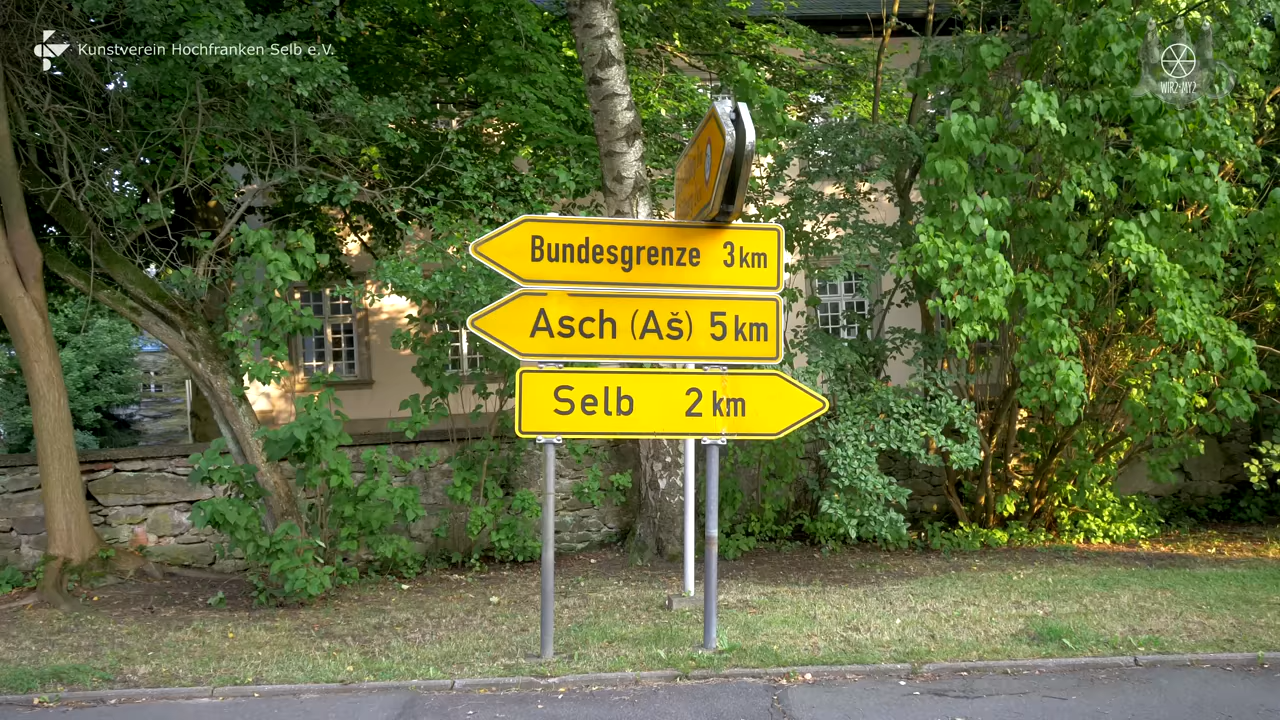 Kunstverein Hochfranken Selb e.V.
WIR2·MY2
Bundesgrenze 3 km
Asch (Aš) 5 km
Selb 2 km